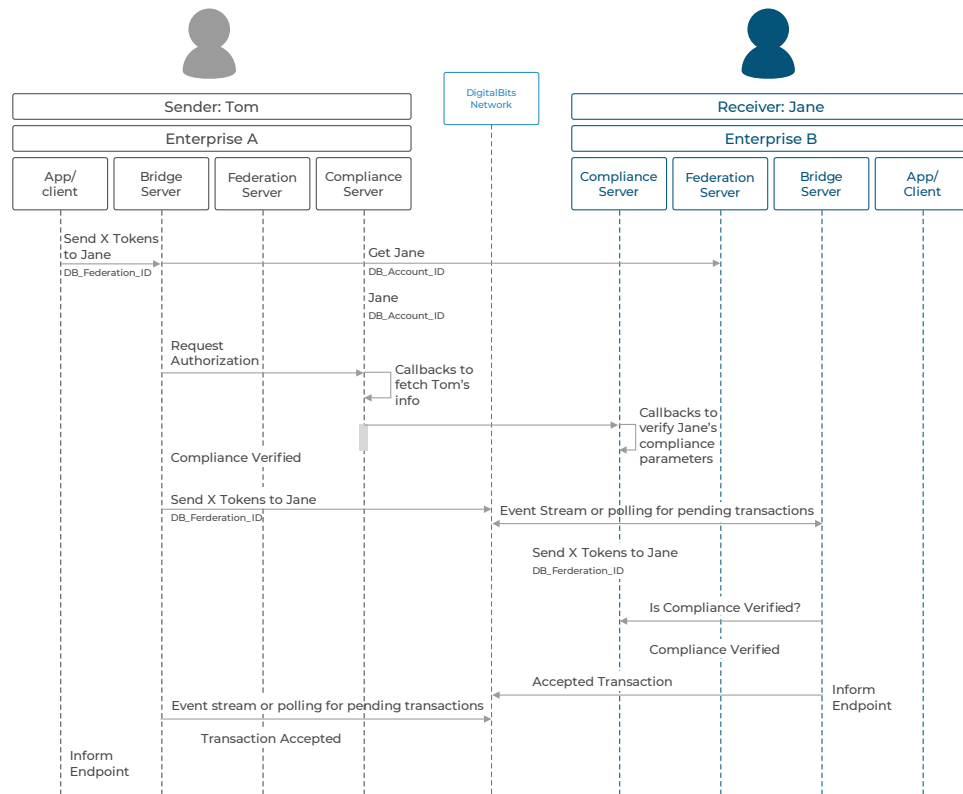 DigitalBits
Network
Sender: Tom
Receiver: Jane
Enterprise A
Enterprise B
App/
client
Bridge
Server
Federation
Server
Compliance
Server
Compliance
Server
Federation
Server
Bridge
Server
App/
Client
Send X Tokens
to Jane
DB_Federation_ID
Get Jane
DB_Account_ID
Jane
DB_Account_ID
Request
Authorization
Callbacks to
fetch Tom's
info
Callbacks to
verify Jane's
compliance
parameters
Compliance Verified
Send X Tokens to Jane
DB_Ferderation_ID
Event Stream or polling for pending transactions
Send X Tokens to Jane
DB_Ferderation_ID
Is Compliance Verified?
Compliance Verified
Accepted Transaction
Inform
Endpoint
Event stream or polling for pending transactions
Transaction Accepted
Inform
Endpoint